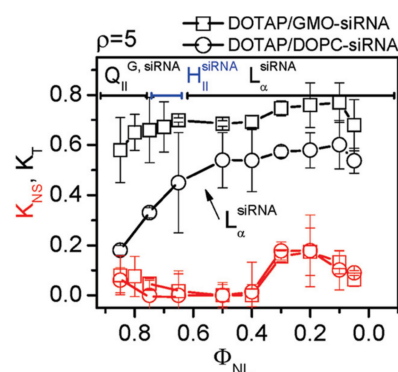 ρ=5
DOTAP/GMO-siRNA
DOTAP/DOPC-siRNA
Q_II^G, siRNA H_II^siRNA L_α^siRNA
0.8
0.6
0.4
0.2
0.0
K_NS, K_T
L_α^siRNA
0.8 0.6 0.4 0.2 0.0
Φ_NL